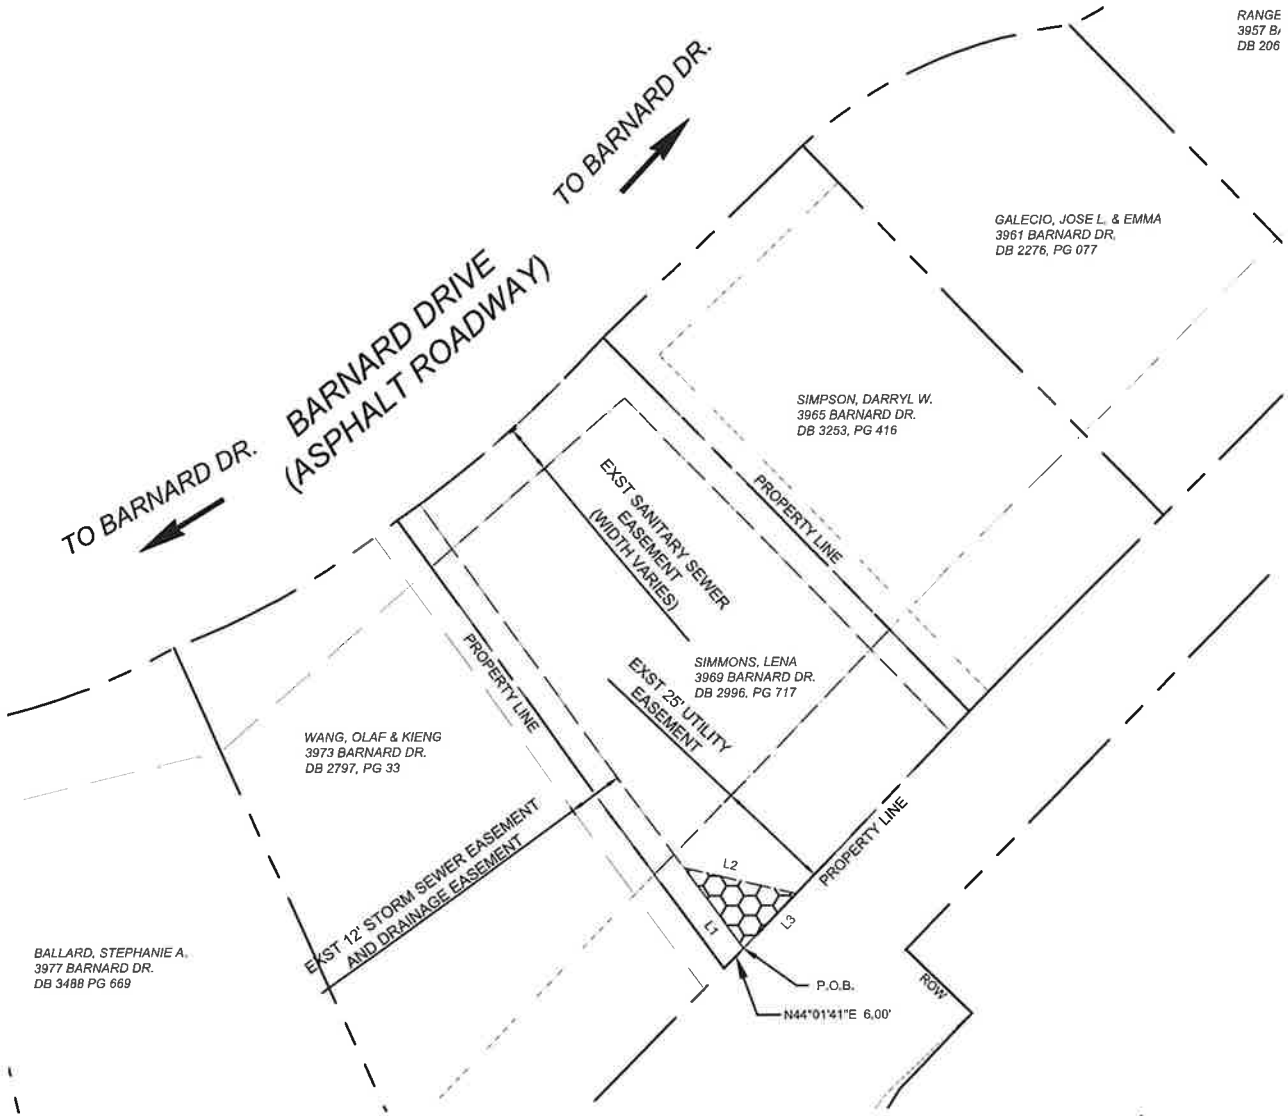 RANGE
3957 BA
DB 206
TO BARNARD DR.
GALECIO, JOSE L. & EMMA
3961 BARNARD DR.
DB 2276, PG 077
BARNARD DRIVE
(ASPHALT ROADWAY)
SIMPSON, DARRYL W.
3965 BARNARD DR.
DB 3253, PG 416
TO BARNARD DR.
EXST SANITARY SEWER
EASEMENT
(WIDTH VARIES)
PROPERTY LINE
SIMMONS, LENA
3969 BARNARD DR.
DB 2996, PG 717
PROPERTY LINE
EXST 25' UTILITY
EASEMENT
WANG, OLAF & KIENG
3973 BARNARD DR.
DB 2797, PG 33
PROPERTY LINE
EXST 12' STORM SEWER EASEMENT
AND DRAINAGE EASEMENT
L2
L1
L3
BALLARD, STEPHANIE A.
3977 BARNARD DR.
DB 3488 PG 669
P.O.B.
ROW
N44°01'41"E 6.00'